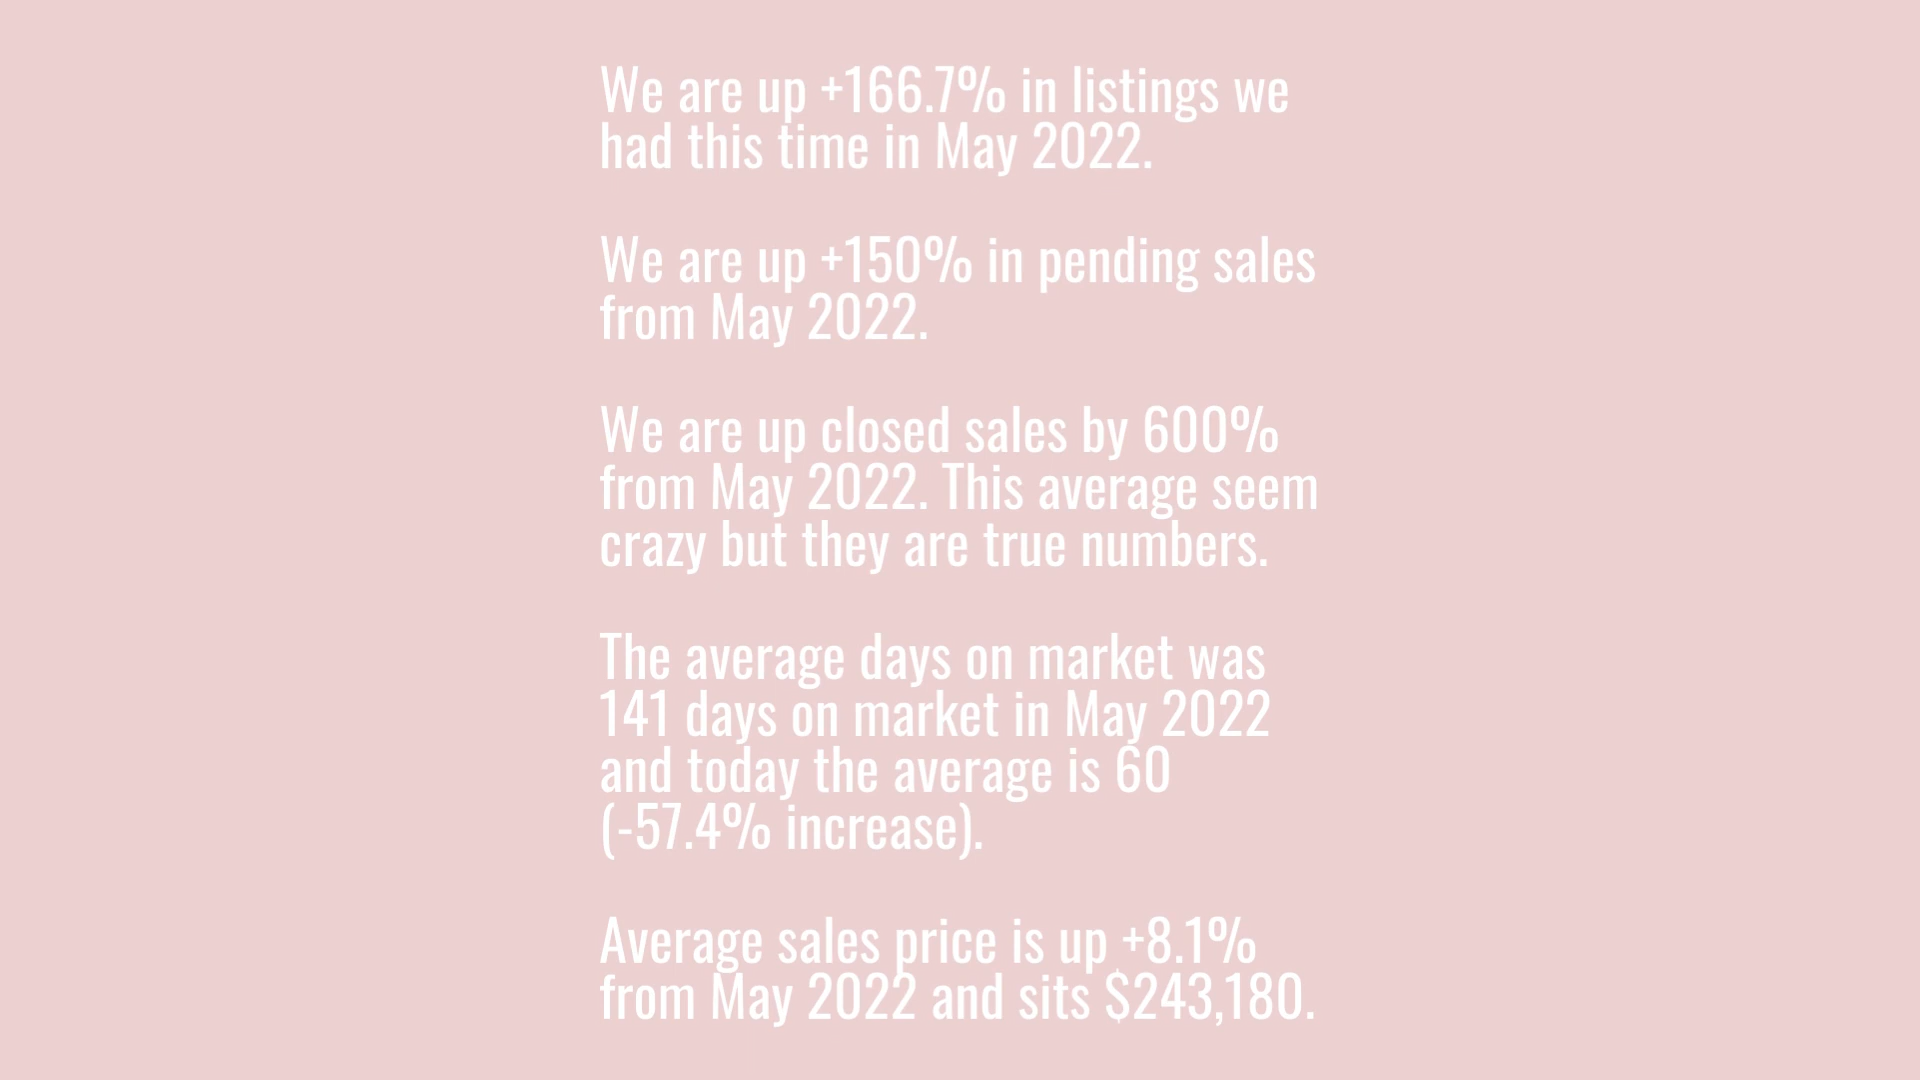 We are up +166.7% in listings we
had this time in May 2022.
We are up +150% in pending sales
from May 2022.
We are up closed sales by 600%
from May 2022. This average seem
crazy but they are true numbers.
The average days on market was
141 days on market in May 2022
and today the average is 60
(-57.4% increase).
Average sales price is up +8.1%
from May 2022 and sits $243,180.